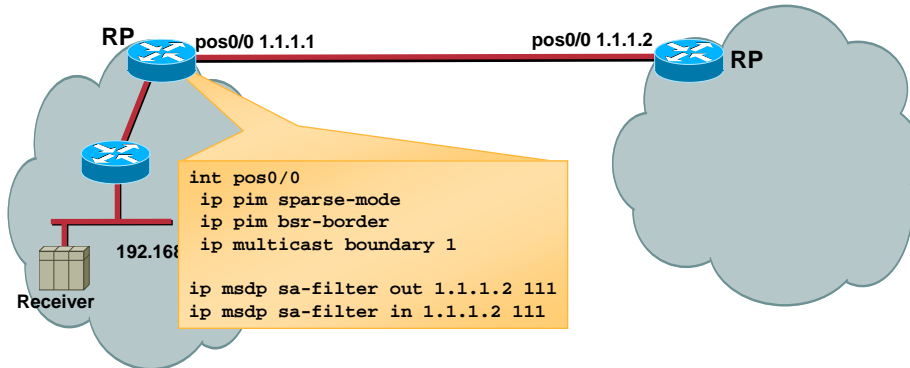 RP
pos0/0 1.1.1.1
pos0/0 1.1.1.2
RP
int pos0/0
ip pim sparse-mode
ip pim bsr-border
ip multicast boundary 1
ip msdp sa-filter out 1.1.1.2 111
ip msdp sa-filter in 1.1.1.2 111
192.168
Receiver